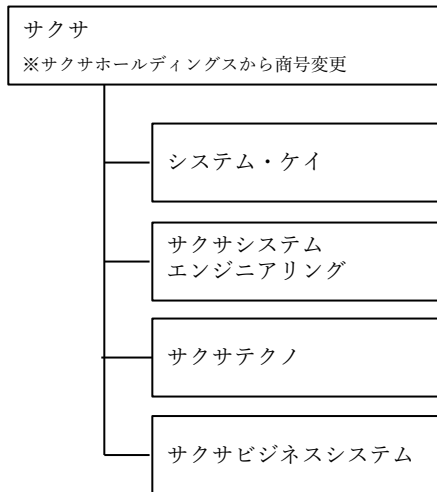 サクサ
※サクサホールディングスから商号変更
システム・ケイ
サクサシステム
エンジニアリング
サクサテクノ
サクサビジネスシステム